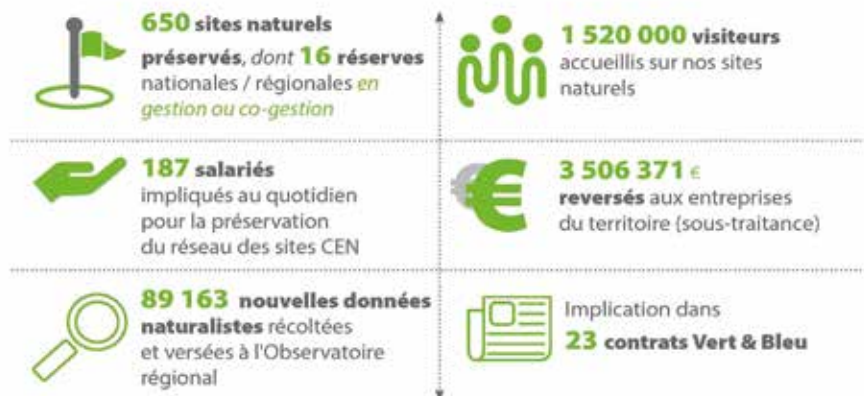 650 sites naturels
préservés, dont 16 réserves
nationales / régionales en
gestion ou co-gestion
1 520 000 visiteurs
accueillis sur nos sites
naturels
187 salariés
impliqués au quotidien
pour la préservation
du réseau des sites CEN
3 506 371 €
reversés aux entreprises
du territoire (sous-traitance)
89 163 nouvelles données
naturalistes récoltées
et versées à l'Observatoire
régional
Implication dans
23 contrats Vert & Bleu